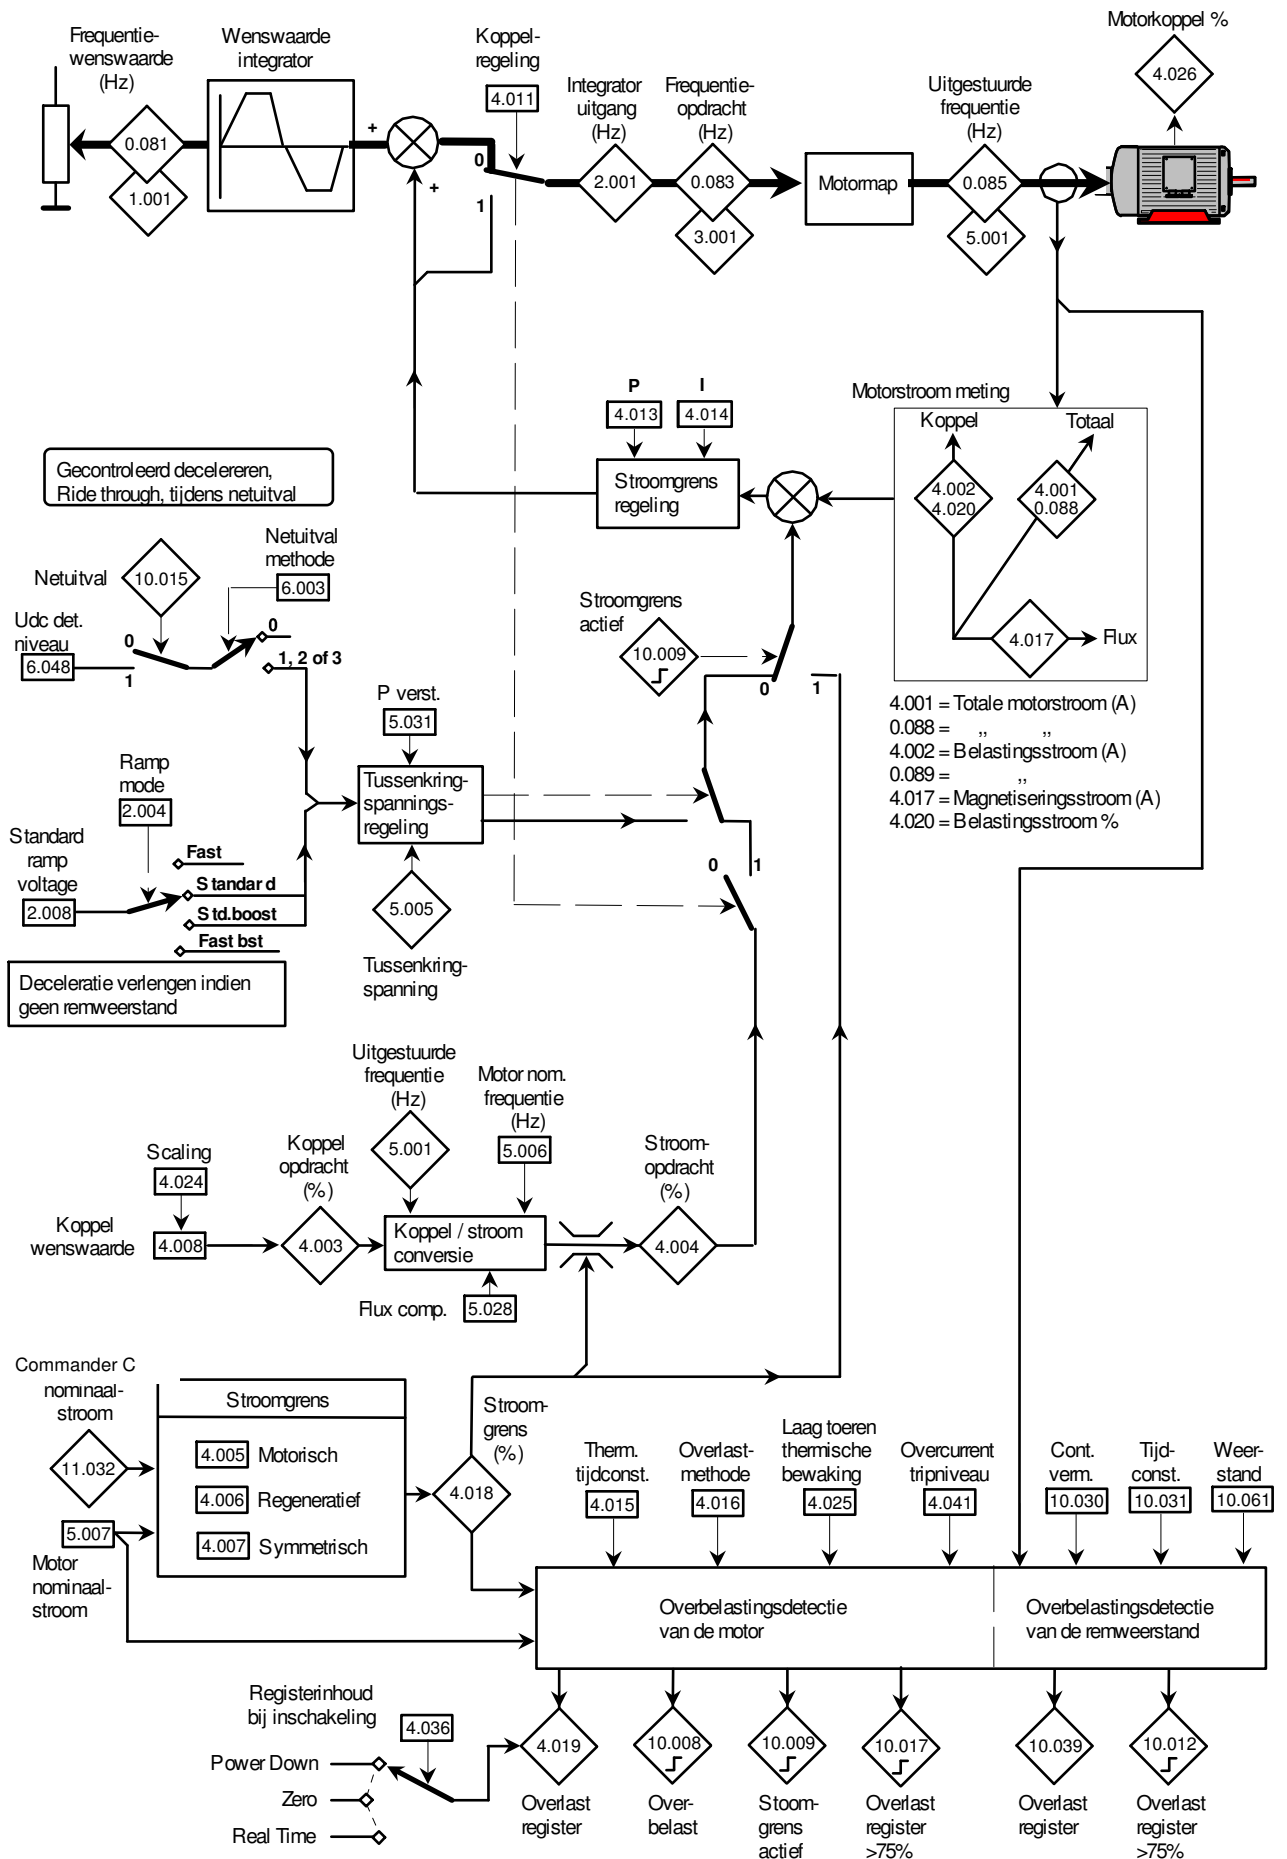 Motorkoppel %
4.026
Frequentie-
wenswaarde
(Hz)
0.081
1.001
Wenswaarde
integrator
+
+
Koppel-
regeling
4.011
0
1
Integrator
uitgang
(Hz)
2.001
Frequentie-
opdracht
(Hz)
0.083
3.001
Motormap
Uitgestuurde
frequentie
(Hz)
0.085
5.001
P
4.013
I
4.014
Stroomgrens
regeling
Motorstroom meting
Koppel
Totaal
4.002
4.020
4.001
0.088
4.017
Flux
4.001 = Totale motorstroom (A)
0.088 = ,, ,,
4.002 = Belastingsstroom (A)
0.089 = ,,
4.017 = Magnetiseringsstroom (A)
4.020 = Belastingsstroom %
Gecontroleerd decelereren,
Ride through, tijdens netuitval
Netuitval
10.015
Netuitval
methode
6.003
Udc det.
niveau
6.048
0
1
0
1, 2 of 3
Stroomgrens
actief
10.009
0
1
P verst.
5.031
Tussenkring-
spannings-
regeling
5.005
Tussenkring-
spanning
0
1
Ramp
mode
2.004
Standard
ramp
voltage
2.008
Fast
Standard
Std.boost
Fast bst
Deceleratie verlengen indien
geen remweerstand
Uitgestuurde
frequentie
(Hz)
5.001
Motor nom.
frequentie
(Hz)
5.006
Scaling
4.024
Koppel
wenswaarde
4.008
Koppel
opdracht
(%)
4.003
Koppel / stroom
conversie
Flux comp.
5.028
Stroom-
opdracht
(%)
4.004
Commander C
nominaal-
stroom
11.032
5.007
Motor
nominaal-
stroom
Stroomgrens
4.005 Motorisch
4.006 Regeneratief
4.007 Symmetrisch
Stroom-
grens
(%)
4.018
Therm.
tijdconst.
4.015
Overlast-
methode
4.016
Laag toeren
thermische
bewaking
4.025
Overcurrent
tripniveau
4.041
Cont.
verm.
10.030
Tijd-
const.
10.031
Weer-
stand
10.061
Overbelastingsdetectie
van de motor
Overbelastingsdetectie
van de remweerstand
Registerinhoud
bij inschakeling
4.036
Power Down
Zero
Real Time
4.019
Overlast
register
10.008
Over-
belast
10.009
Stoom-
grens
actief
10.017
Overlast
register
>75%
10.039
Overlast
register
10.012
Overlast
register
>75%